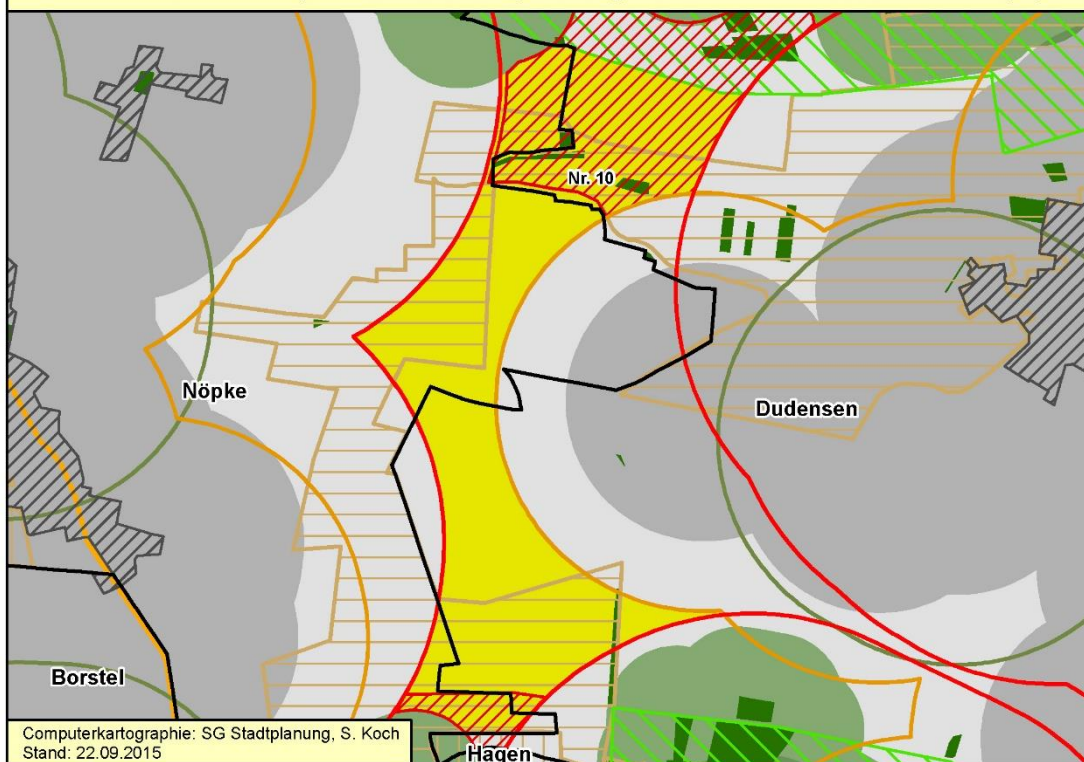 Nr. 10
Nöpke
Dudensen
Borstel
Hagen
Computerkartographie: SG Stadtplanung, S. Koch
Stand: 22.09.2015